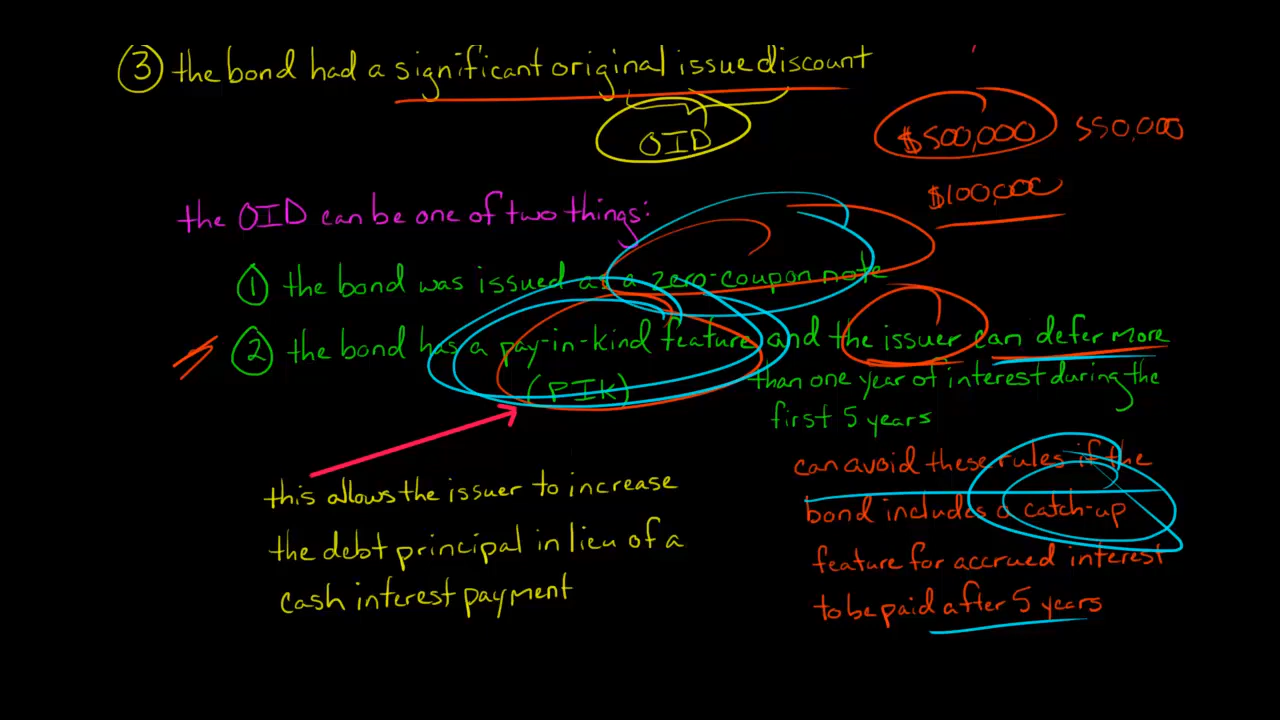 ③ the bond had a significant original issue discount
OID
$500,000 $50,000
$100,000
the OID can be one of two things:
① the bond was issued as a zero-coupon note
② the bond has a pay-in-kind feature and the issuer can defer more
(PIK)
than one year of interest during the
first 5 years
can avoid these rules if the
bond includes a catch-up
feature for accrued interest
to be paid after 5 years
this allows the issuer to increase
the debt principal in lieu of a
cash interest payment